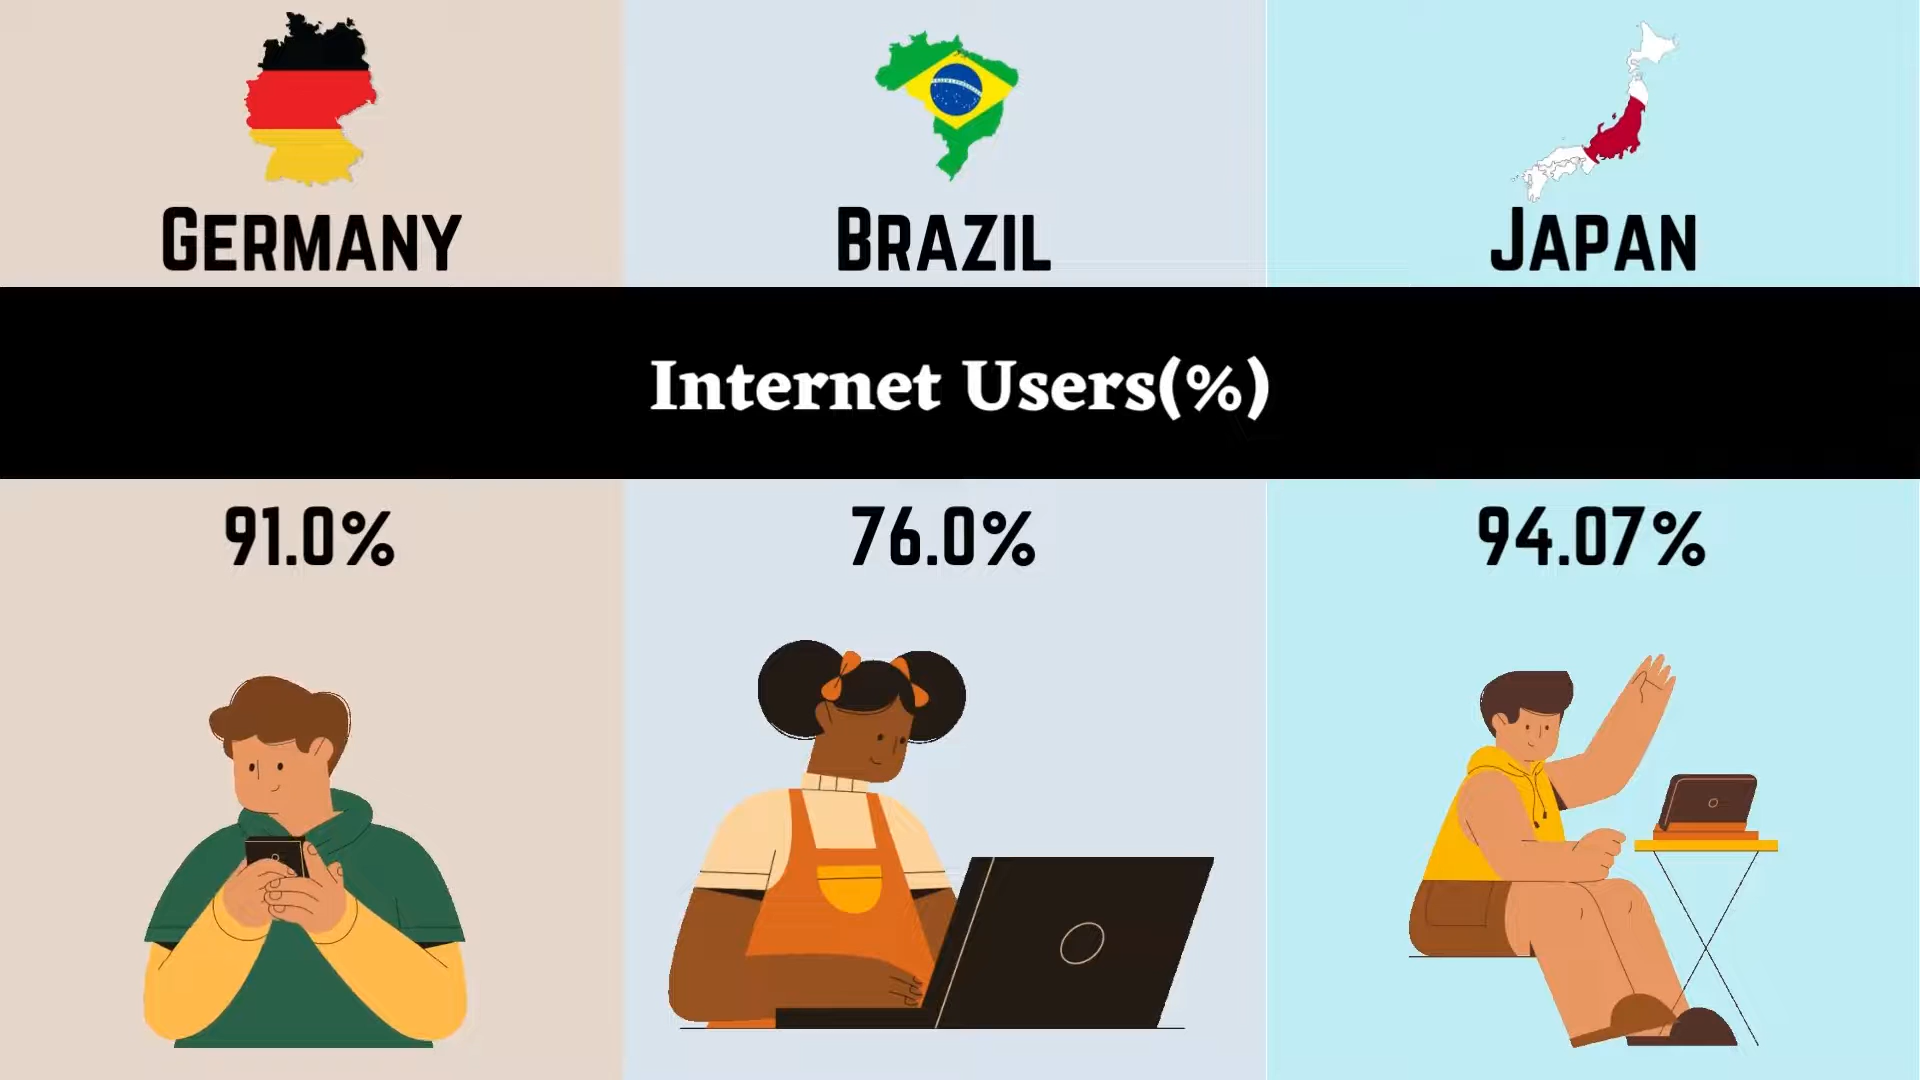 Germany
Brazil
Japan
Internet Users(%)
91.0%
76.0%
94.07%